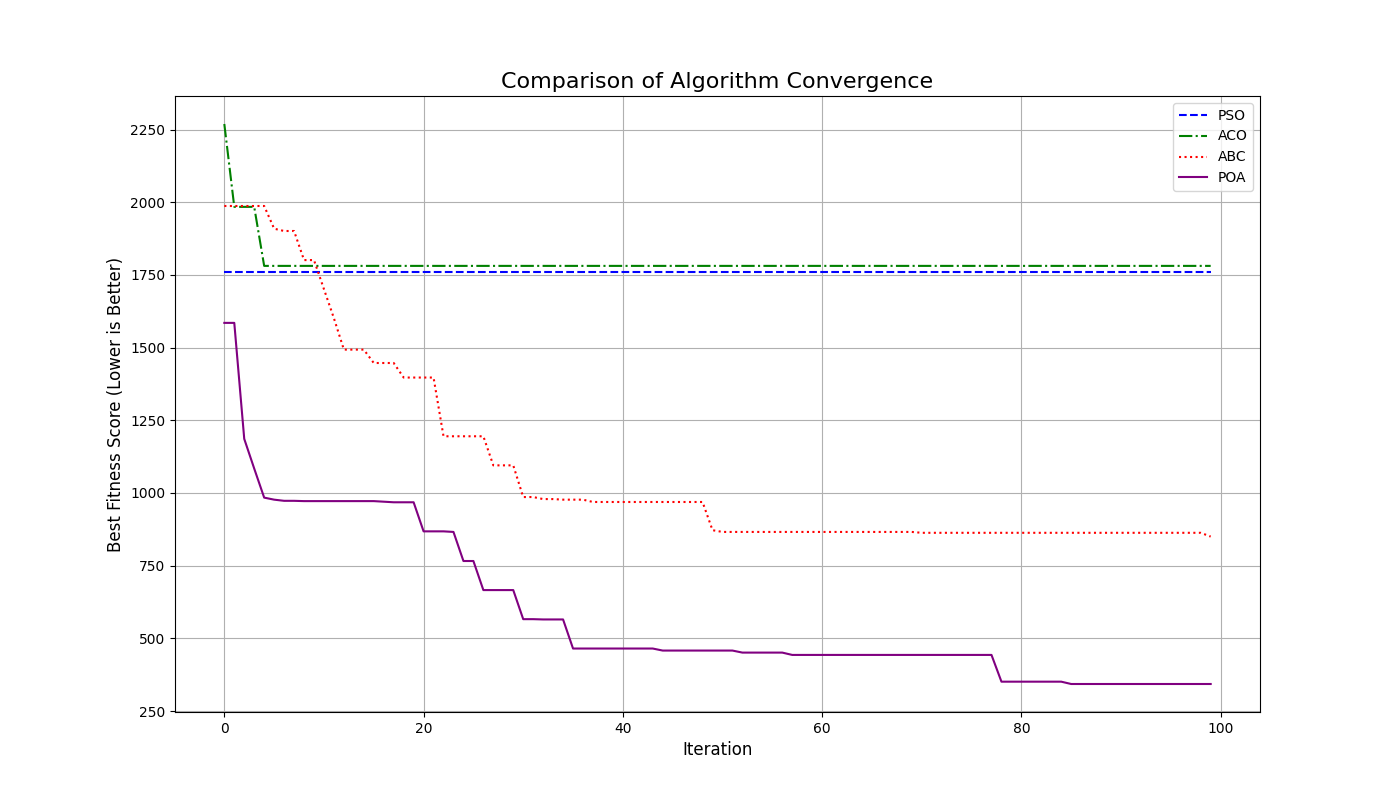 Comparison of Algorithm Convergence
PSO
ACO
ABC
POA
Best Fitness Score (Lower is Better)
2250
2000
1750
1500
1250
1000
750
500
250
0 20 40 60 80 100
Iteration